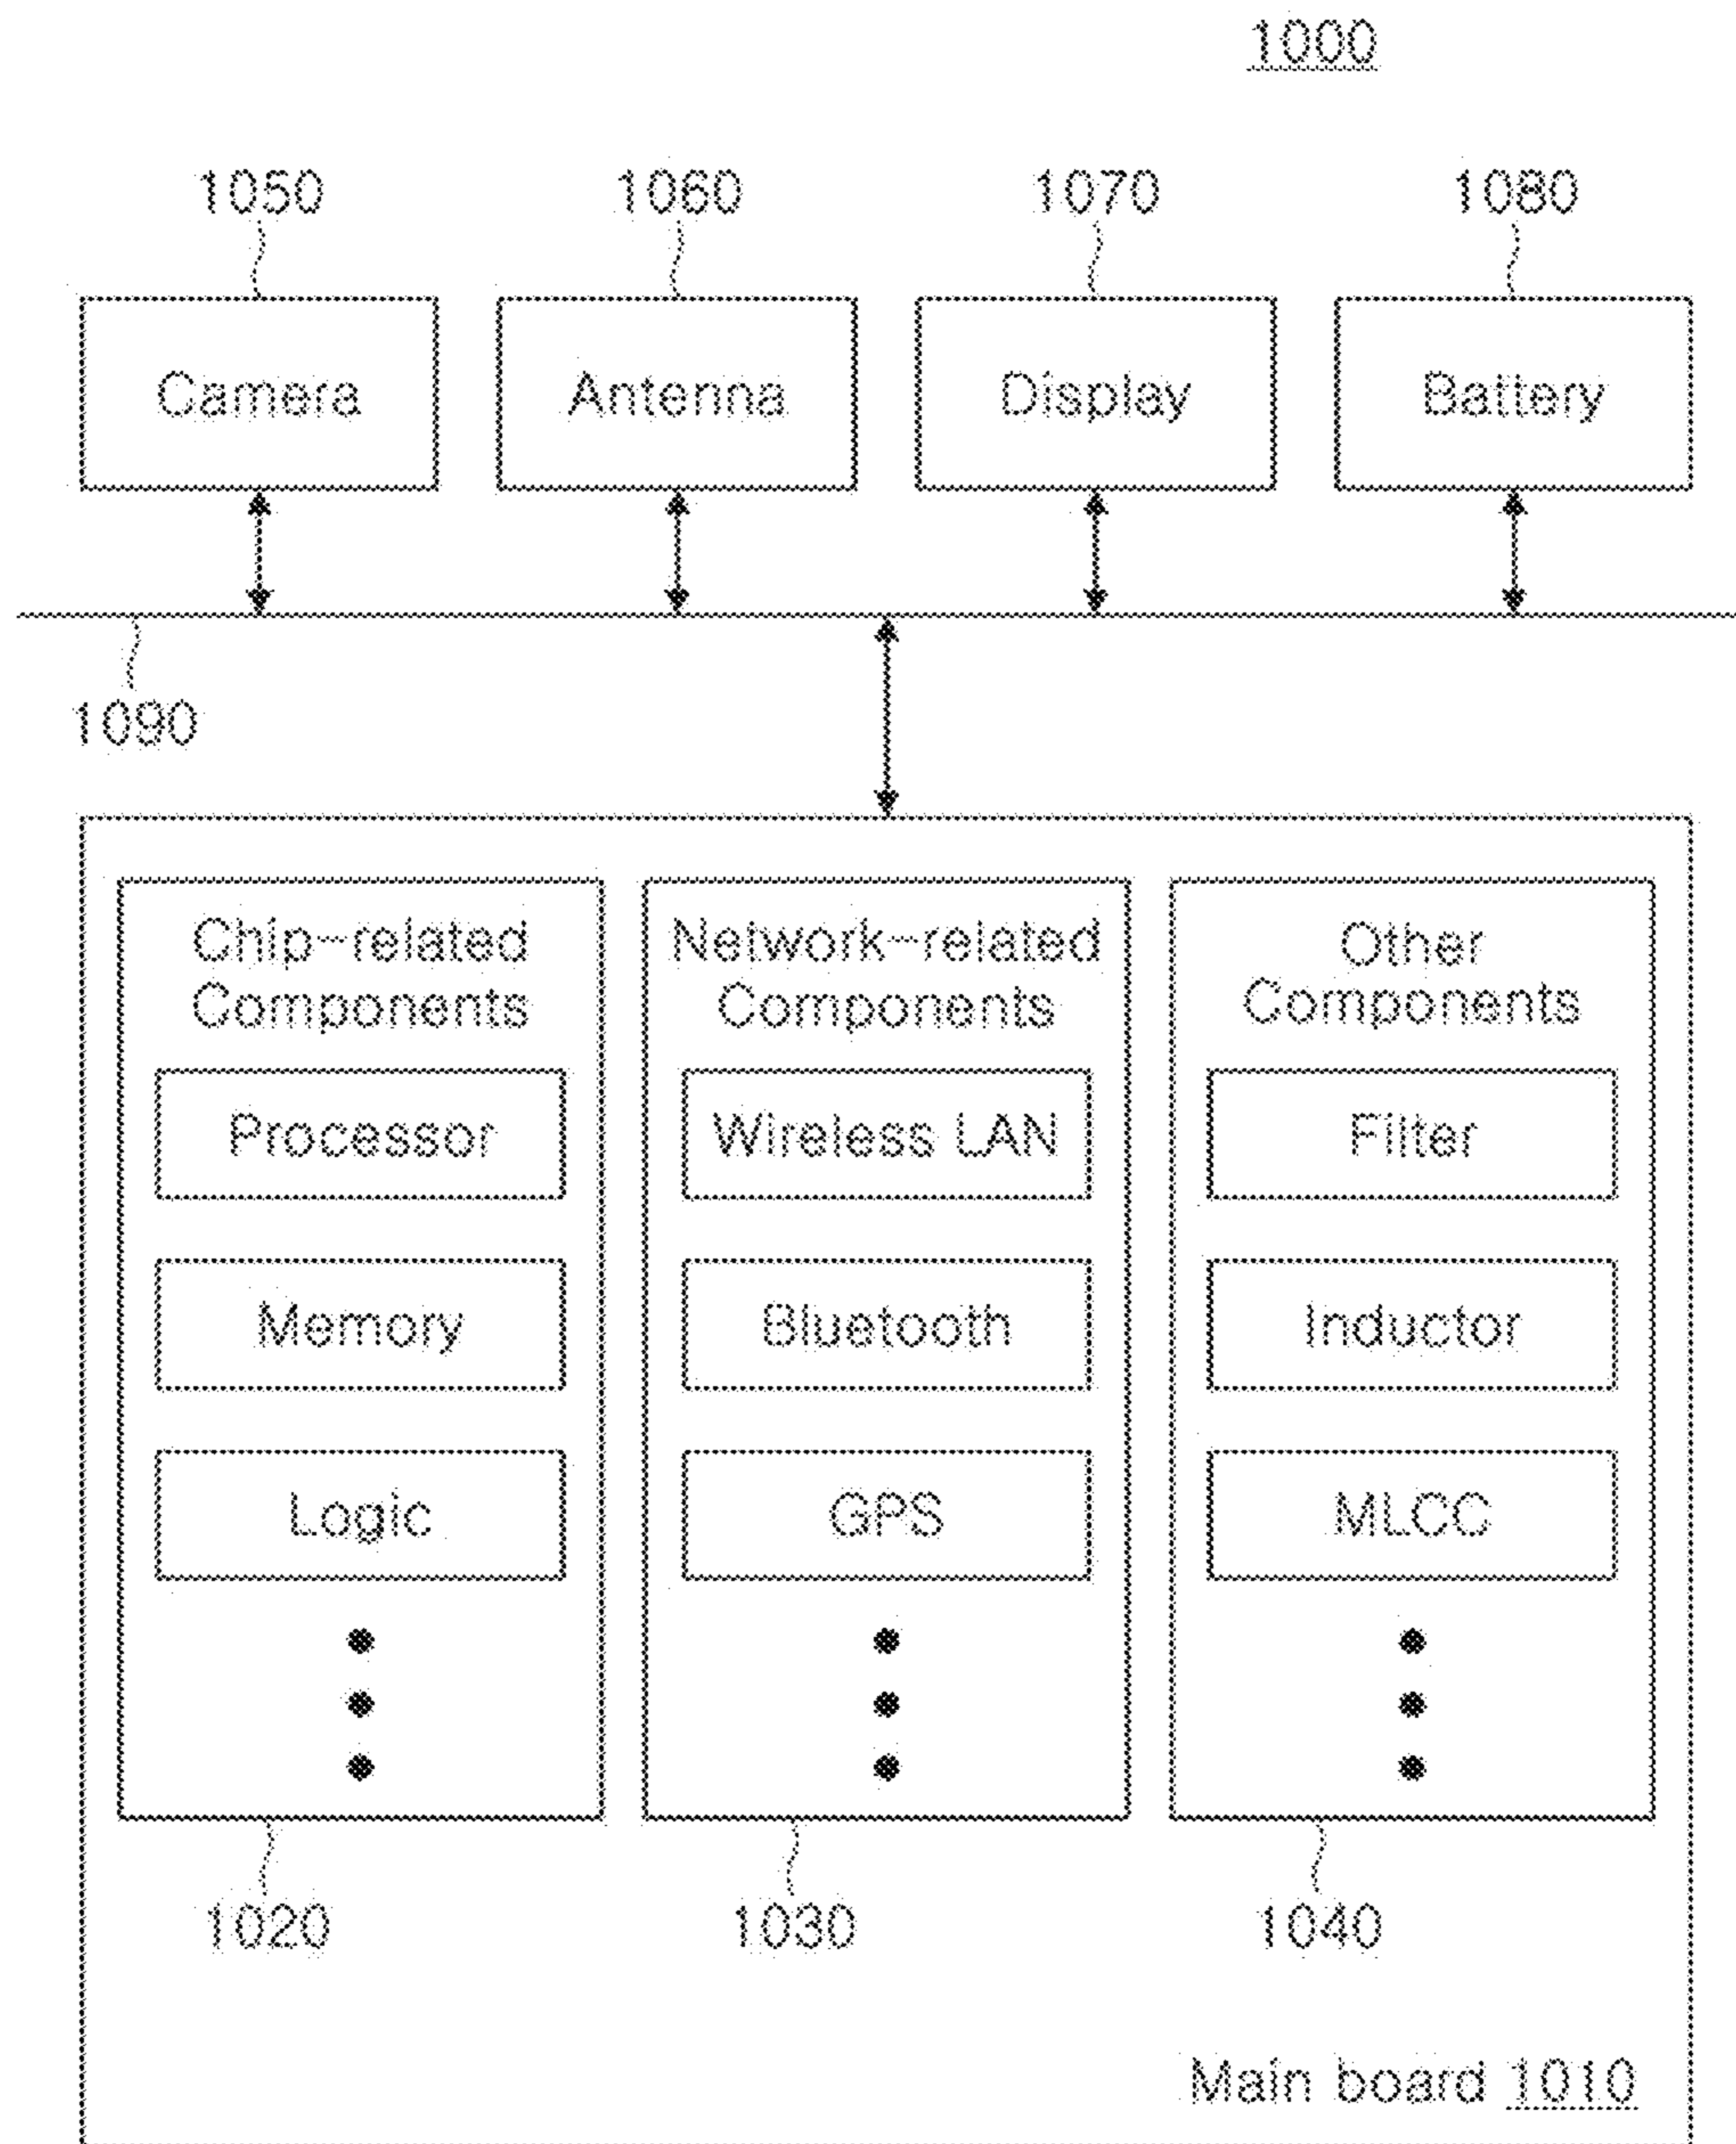 1000
1050 1060 1070 1080
Camera Antenna Display Battery
1090
Chip-related
Components
Processor
Memory
Logic
1020
Network-related
Components
Wireless LAN
Bluetooth
GPS
1030
Other
Components
Filter
Inductor
MLCC
1040
Main board 1010